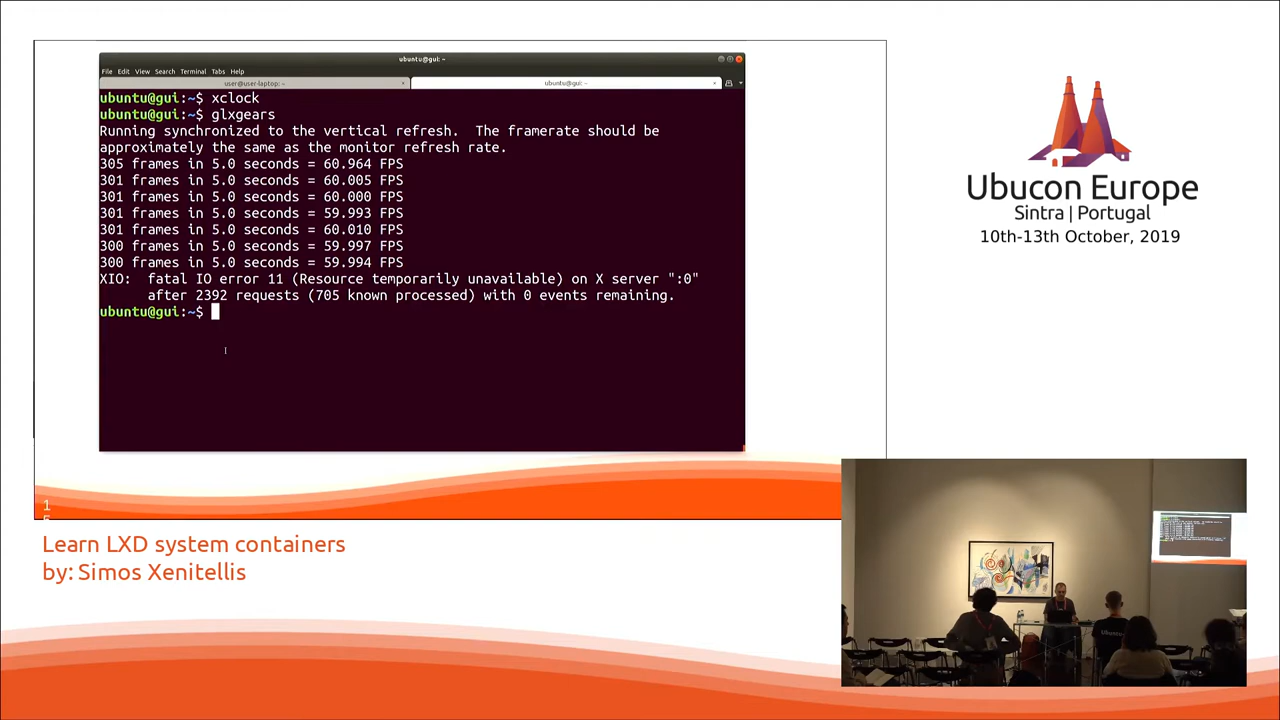 ubuntu@gui: ~
File Edit View Search Terminal Tabs Help
user@user-laptop: ~
ubuntu@gui: ~
ubuntu@gui:~$ xclock
ubuntu@gui:~$ glxgears
Running synchronized to the vertical refresh.  The framerate should be
approximately the same as the monitor refresh rate.
305 frames in 5.0 seconds = 60.964 FPS
301 frames in 5.0 seconds = 60.005 FPS
301 frames in 5.0 seconds = 60.000 FPS
301 frames in 5.0 seconds = 59.993 FPS
301 frames in 5.0 seconds = 60.010 FPS
300 frames in 5.0 seconds = 59.997 FPS
300 frames in 5.0 seconds = 59.994 FPS
XIO:  fatal IO error 11 (Resource temporarily unavailable) on X server ":0"
      after 2392 requests (705 known processed) with 0 events remaining.
ubuntu@gui:~$
Ubucon Europe
Sintra | Portugal
10th-13th October, 2019
1
Learn LXD system containers
by: Simos Xenitellis